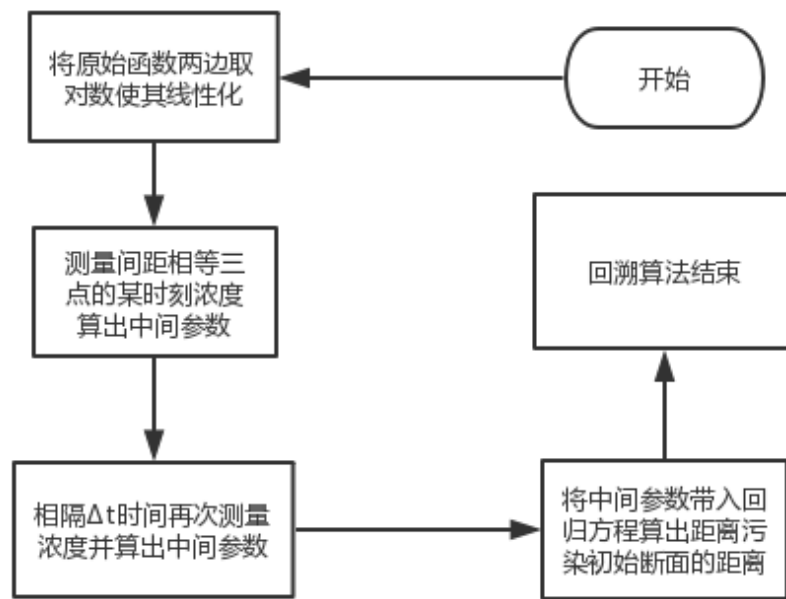 开始
将原始函数两边取
对数使其线性化
测量间距相等三
点的某时刻浓度
算出中间参数
相隔Δt时间再次测量
浓度并算出中间参数
将中间参数带入回
归方程算出距离污
染初始断面的距离
回溯算法结束